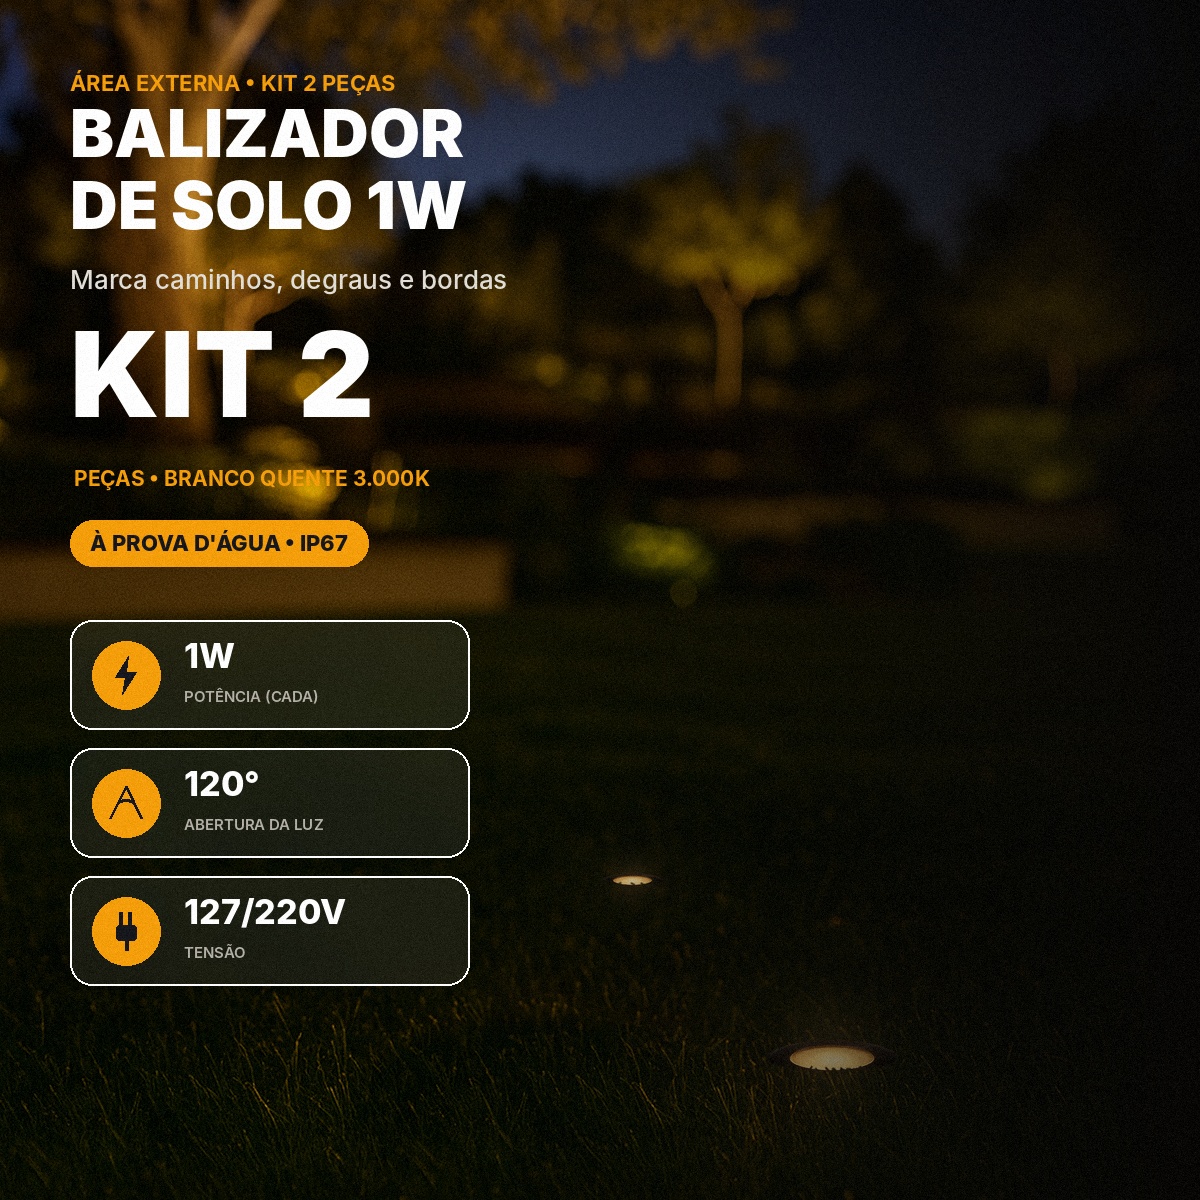 ÁREA EXTERNA • KIT 2 PEÇAS
BALIZADOR
DE SOLO 1W
Marca caminhos, degraus e bordas
KIT 2
PEÇAS • BRANCO QUENTE 3.000K
À PROVA D'ÁGUA • IP67
1W
POTÊNCIA (CADA)
120°
ABERTURA DA LUZ
127/220V
TENSÃO